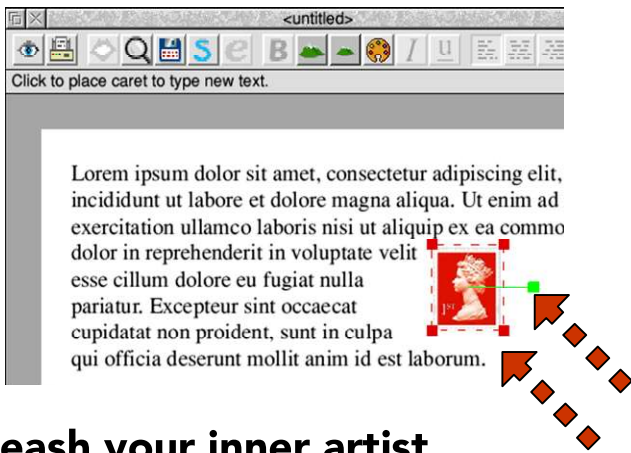 <untitled>
S e B I u
Click to place caret to type new text.
Lorem ipsum dolor sit amet, consectetur adipiscing elit,
incididunt ut labore et dolore magna aliqua. Ut enim ad
exercitation ullamco laboris nisi ut aliquip ex ea commo
dolor in reprehenderit in voluptate velit
esse cillum dolore eu fugiat nulla
pariatur. Excepteur sint occaecat
cupidatat non proident, sunt in culpa
qui officia deserunt mollit anim id est laborum.
1ST
eash your inner artist